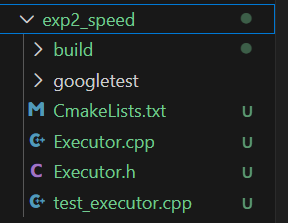 exp2_speed
build
googletest
CmakeLists.txt U
Executor.cpp U
Executor.h U
test_executor.cpp U